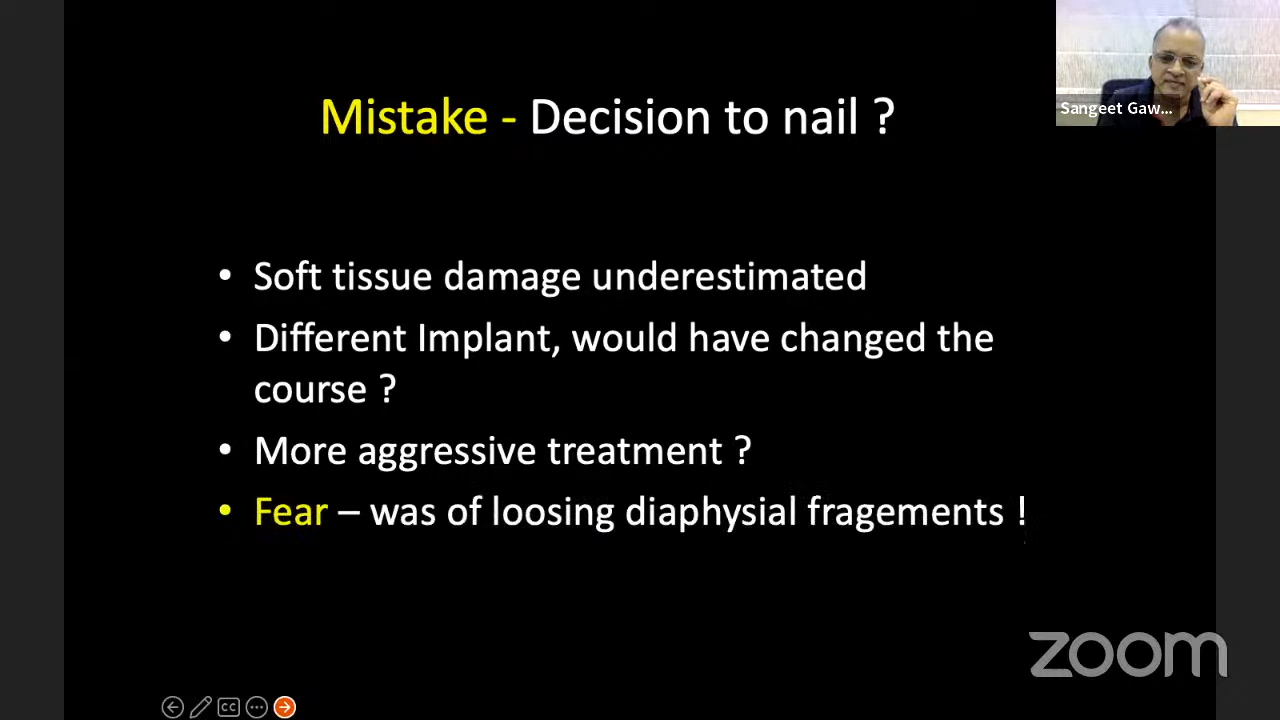 Mistake - Decision to nail ?
Sangeet Gaw...
• Soft tissue damage underestimated
• Different Implant, would have changed the
course ?
• More aggressive treatment ?
• Fear – was of loosing diaphysial fragements !
zoom
CC